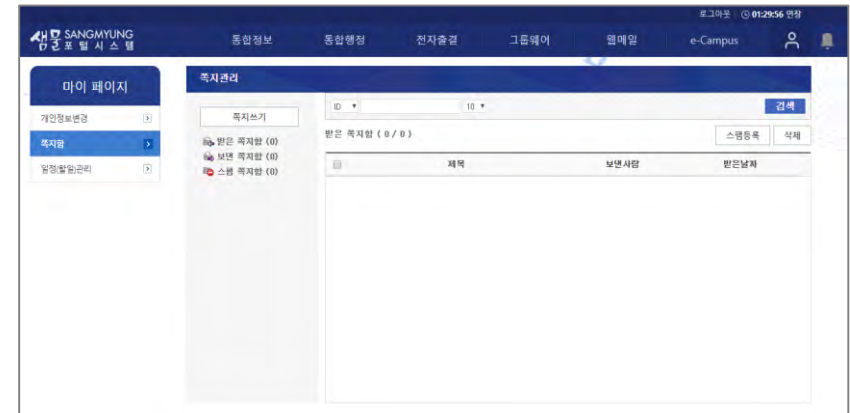 로그아웃 01:29:56 연장
샘물 SANGMYUNG
포털시스템
통합정보 통합행정 전자출결 그룹웨어 웹메일 e-Campus
마이 페이지
개인정보변경
쪽지함
일정(할일)관리
쪽지관리
쪽지쓰기
받은 쪽지함 (0)
보낸 쪽지함 (0)
스팸 쪽지함 (0)
ID 10 검색
받은 쪽지함 ( 0 / 0 ) 스팸등록 삭제
제목 보낸사람 받은날짜